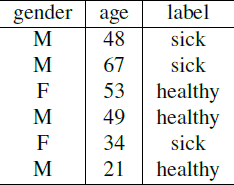 gender age label
M 48 sick
M 67 sick
F 53 healthy
M 49 healthy
F 34 sick
M 21 healthy